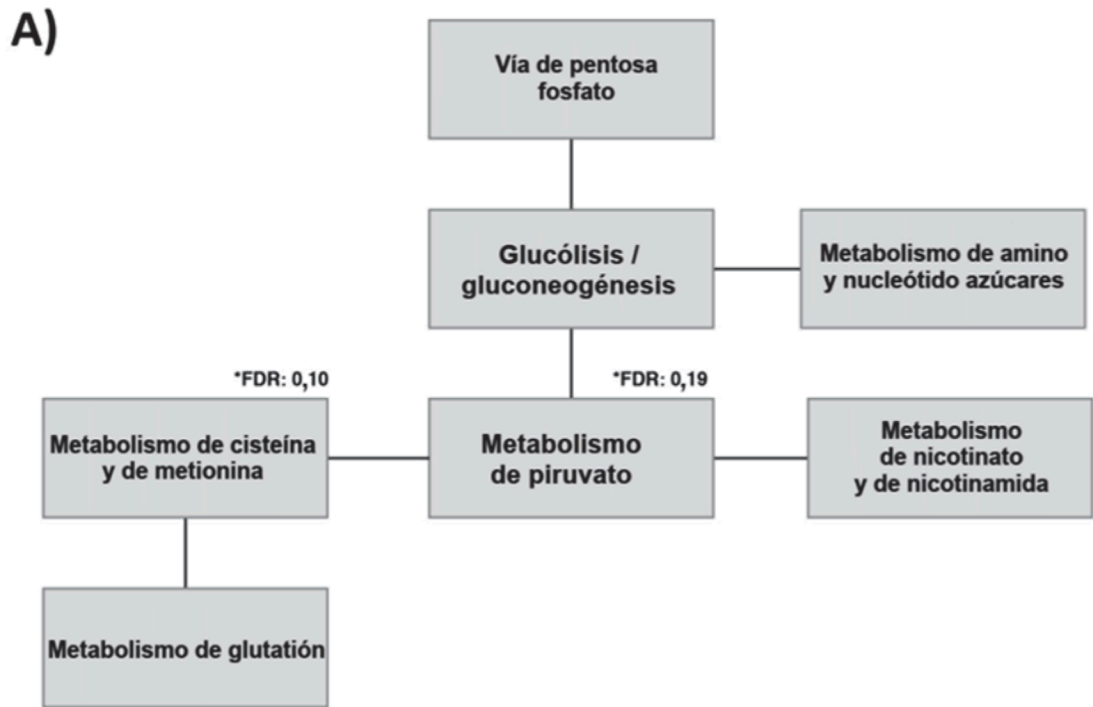 A)
Vía de pentosa
fosfato
Glucólisis /
gluconeogénesis
Metabolismo de amino
y nucleótido azúcares
*FDR: 0,10
*FDR: 0,19
Metabolismo de cisteína
y de metionina
Metabolismo
de piruvato
Metabolismo
de nicotinato
y de nicotinamida
Metabolismo de glutatión